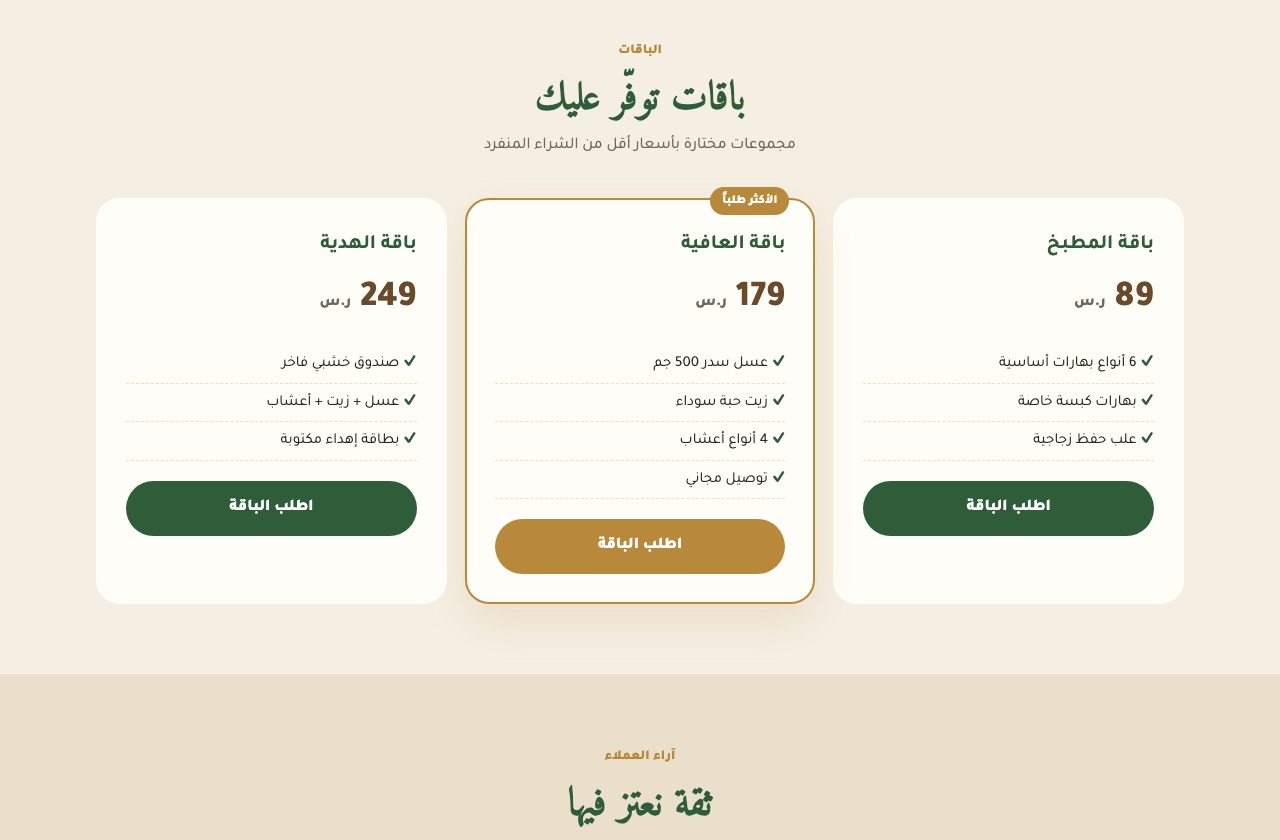 الباقات
باقات توفّر عليك
مجموعات مختارة بأسعار أقل من الشراء المنفرد
باقة المطبخ
89 ر.س
6 أنواع بهارات أساسية
بهارات كبسة خاصة
علب حفظ زجاجية
اطلب الباقة
الأكثر طلباً
باقة العافية
179 ر.س
عسل سدر 500 جم
زيت حبة سوداء
4 أنواع أعشاب
توصيل مجاني
اطلب الباقة
باقة الهدية
249 ر.س
صندوق خشبي فاخر
عسل + زيت + أعشاب
بطاقة إهداء مكتوبة
اطلب الباقة
آراء العملاء
ثقة نعتز فيها